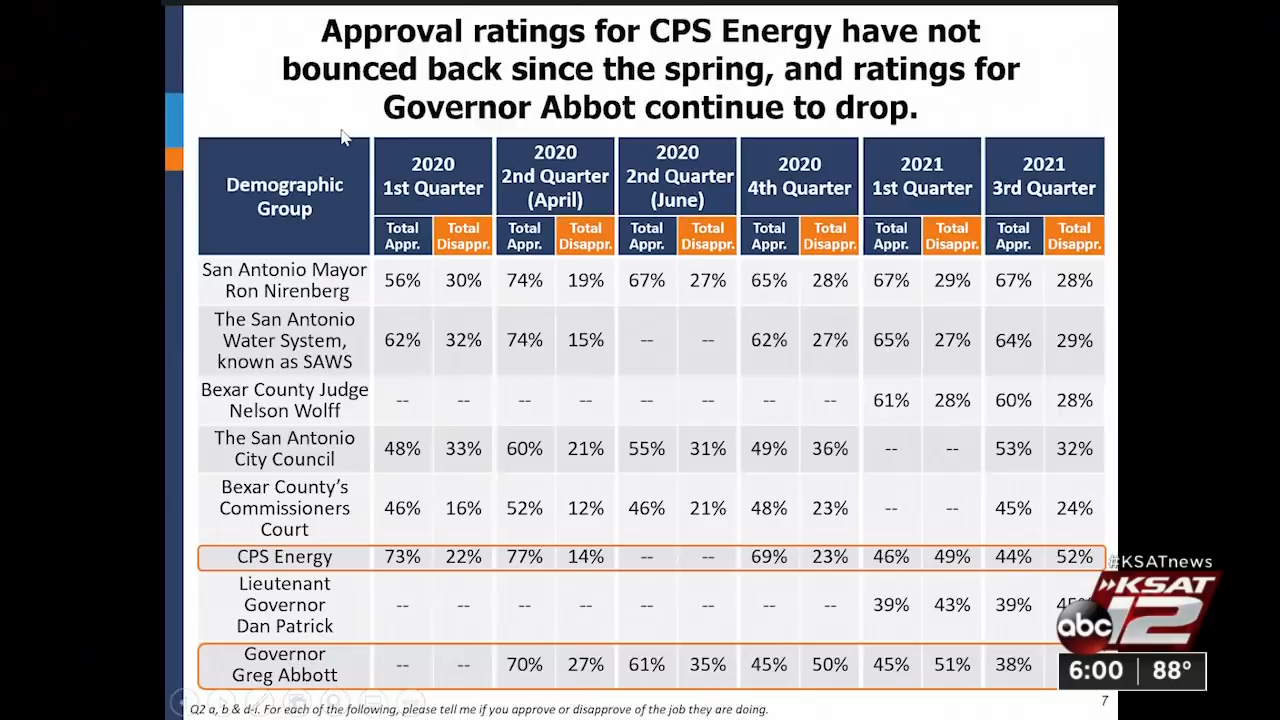 Approval ratings for CPS Energy have not
bounced back since the spring, and ratings for
Governor Abbot continue to drop.
Demographic Group
2020 1st Quarter
2020 2nd Quarter (April)
2020 2nd Quarter (June)
2020 4th Quarter
2021 1st Quarter
2021 3rd Quarter
Total Appr. Total Disappr. Total Appr. Total Disappr. Total Appr. Total Disappr. Total Appr. Total Disappr. Total Appr. Total Disappr. Total Appr. Total Disappr.
San Antonio Mayor
Ron Nirenberg
56% 30% 74% 19% 67% 27% 65% 28% 67% 29% 67% 28%
The San Antonio
Water System,
known as SAWS
62% 32% 74% 15% -- -- 62% 27% 65% 27% 64% 29%
Bexar County Judge
Nelson Wolff
-- -- -- -- -- -- -- -- 61% 28% 60% 28%
The San Antonio
City Council
48% 33% 60% 21% 55% 31% 49% 36% -- -- 53% 32%
Bexar County's
Commissioners
Court
46% 16% 52% 12% 46% 21% 48% 23% -- -- 45% 24%
CPS Energy 73% 22% 77% 14% -- -- 69% 23% 46% 49% 44% 52%
Lieutenant
Governor
Dan Patrick
-- -- -- -- -- -- -- -- 39% 43% 39%
Governor
Greg Abbott
-- -- 70% 27% 61% 35% 45% 50% 45% 51% 38%
Q2 a, b & d-i. For each of the following, please tell me if you approve or disapprove of the job they are doing.
7
#KSATnews
KSAT
abc 12
6:00 88°